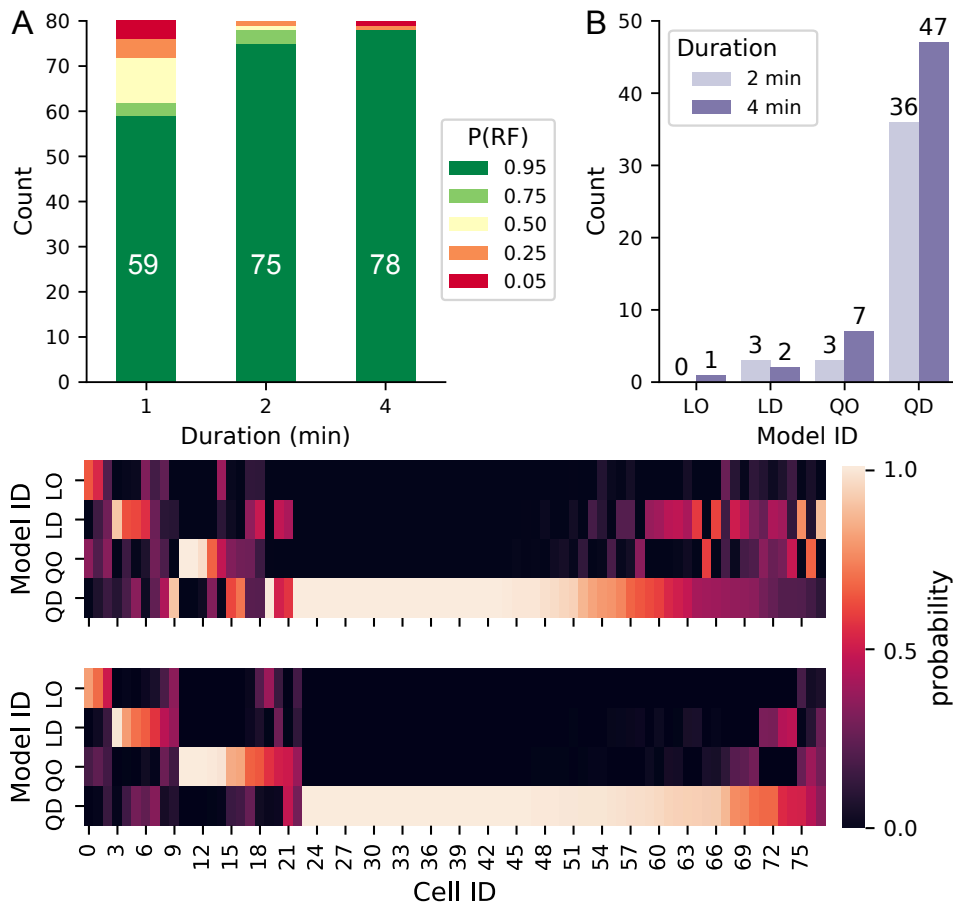 A
80
70
60
50
40
30
20
10
0
Count
59
75
78
1
2
4
Duration (min)
P(RF)
0.95
0.75
0.50
0.25
0.05
B
50
40
30
20
10
0
Count
Duration
2 min
4 min
0
1
3
2
3
7
36
47
LO
LD
QO
QD
Model ID
Model ID
LO
LD
QO
QD
Model ID
LO
LD
QO
QD
0
3
6
9
12
15
18
21
24
27
30
33
36
39
42
45
48
51
54
57
60
63
66
69
72
75
Cell ID
1.0
0.5
0.0
probability